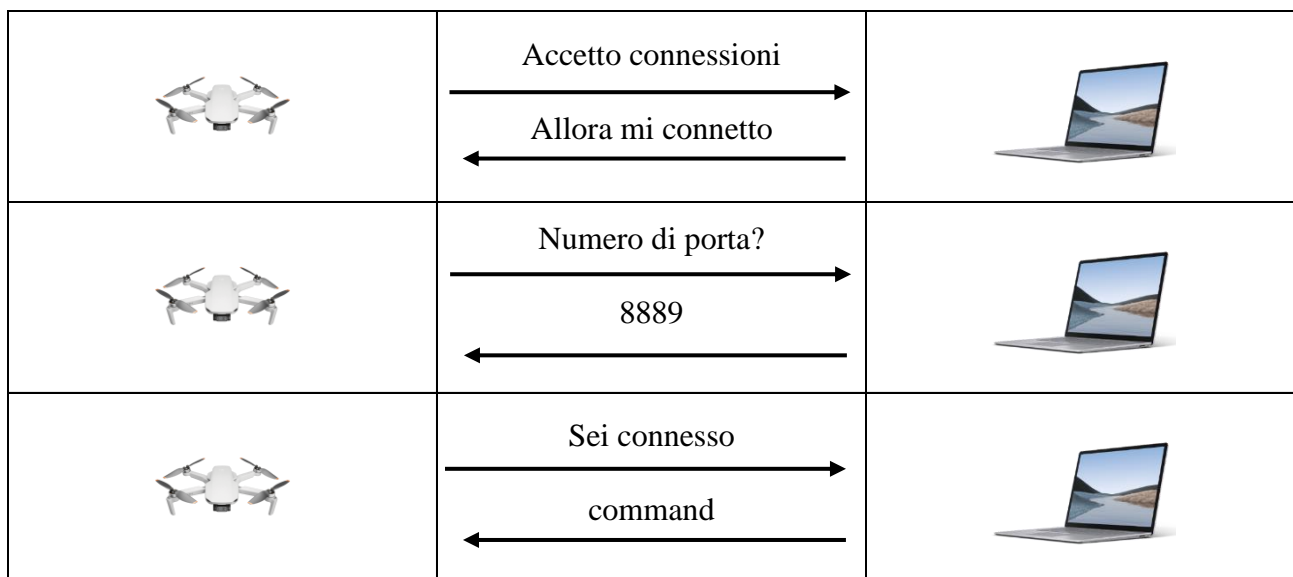 Accetto connessioni
Allora mi connetto
Numero di porta?
8889
Sei connesso
command